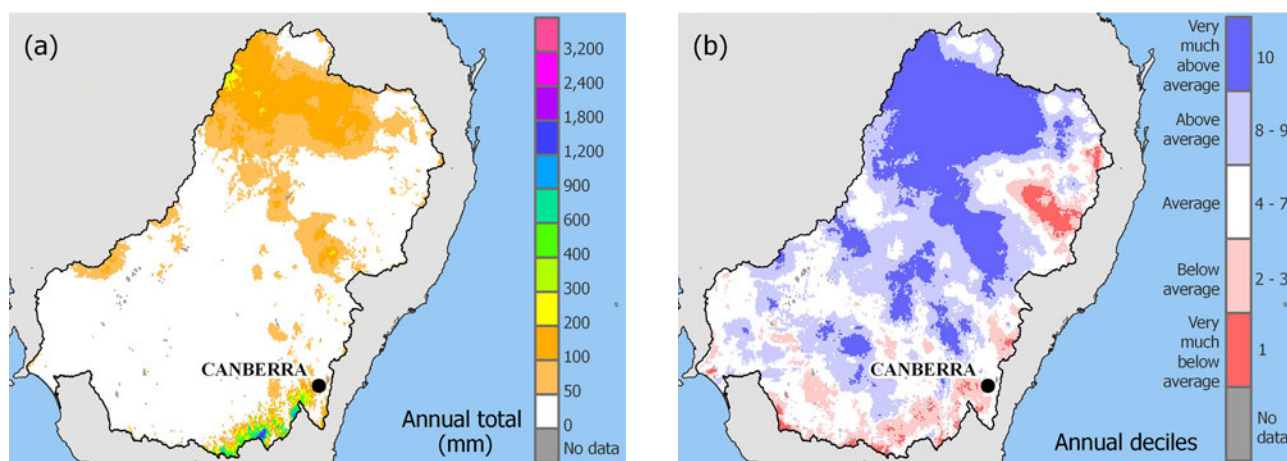 (a)
3,200
2,400
1,800
1,200
900
600
400
300
200
100
50
0
No data
CANBERRA
Annual total
(mm)
(b)
Very
much
above
average
10
Above
average
8 - 9
Average
4 - 7
Below
average
2 - 3
Very
much
below
average
1
No
data
CANBERRA
Annual deciles